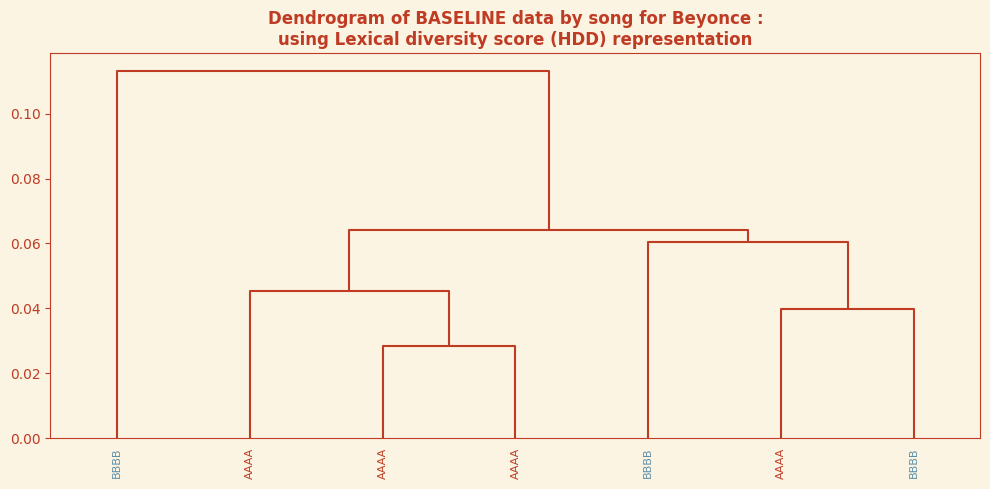 Dendrogram of BASELINE data by song for Beyonce :
using Lexical diversity score (HDD) representation
0.10
0.08
0.06
0.04
0.02
0.00
BBBB
AAAA
AAAA
AAAA
BBBB
AAAA
BBBB